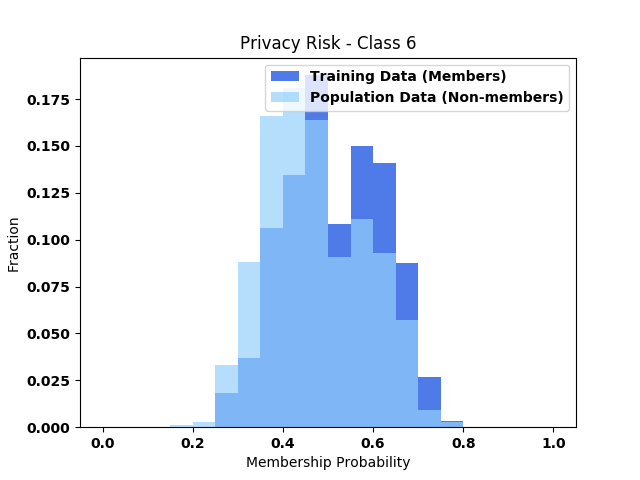 Privacy Risk - Class 6
Training Data (Members)
Population Data (Non-members)
0.175
0.150
0.125
0.100
0.075
0.050
0.025
0.000
Fraction
0.0 0.2 0.4 0.6 0.8 1.0
Membership Probability